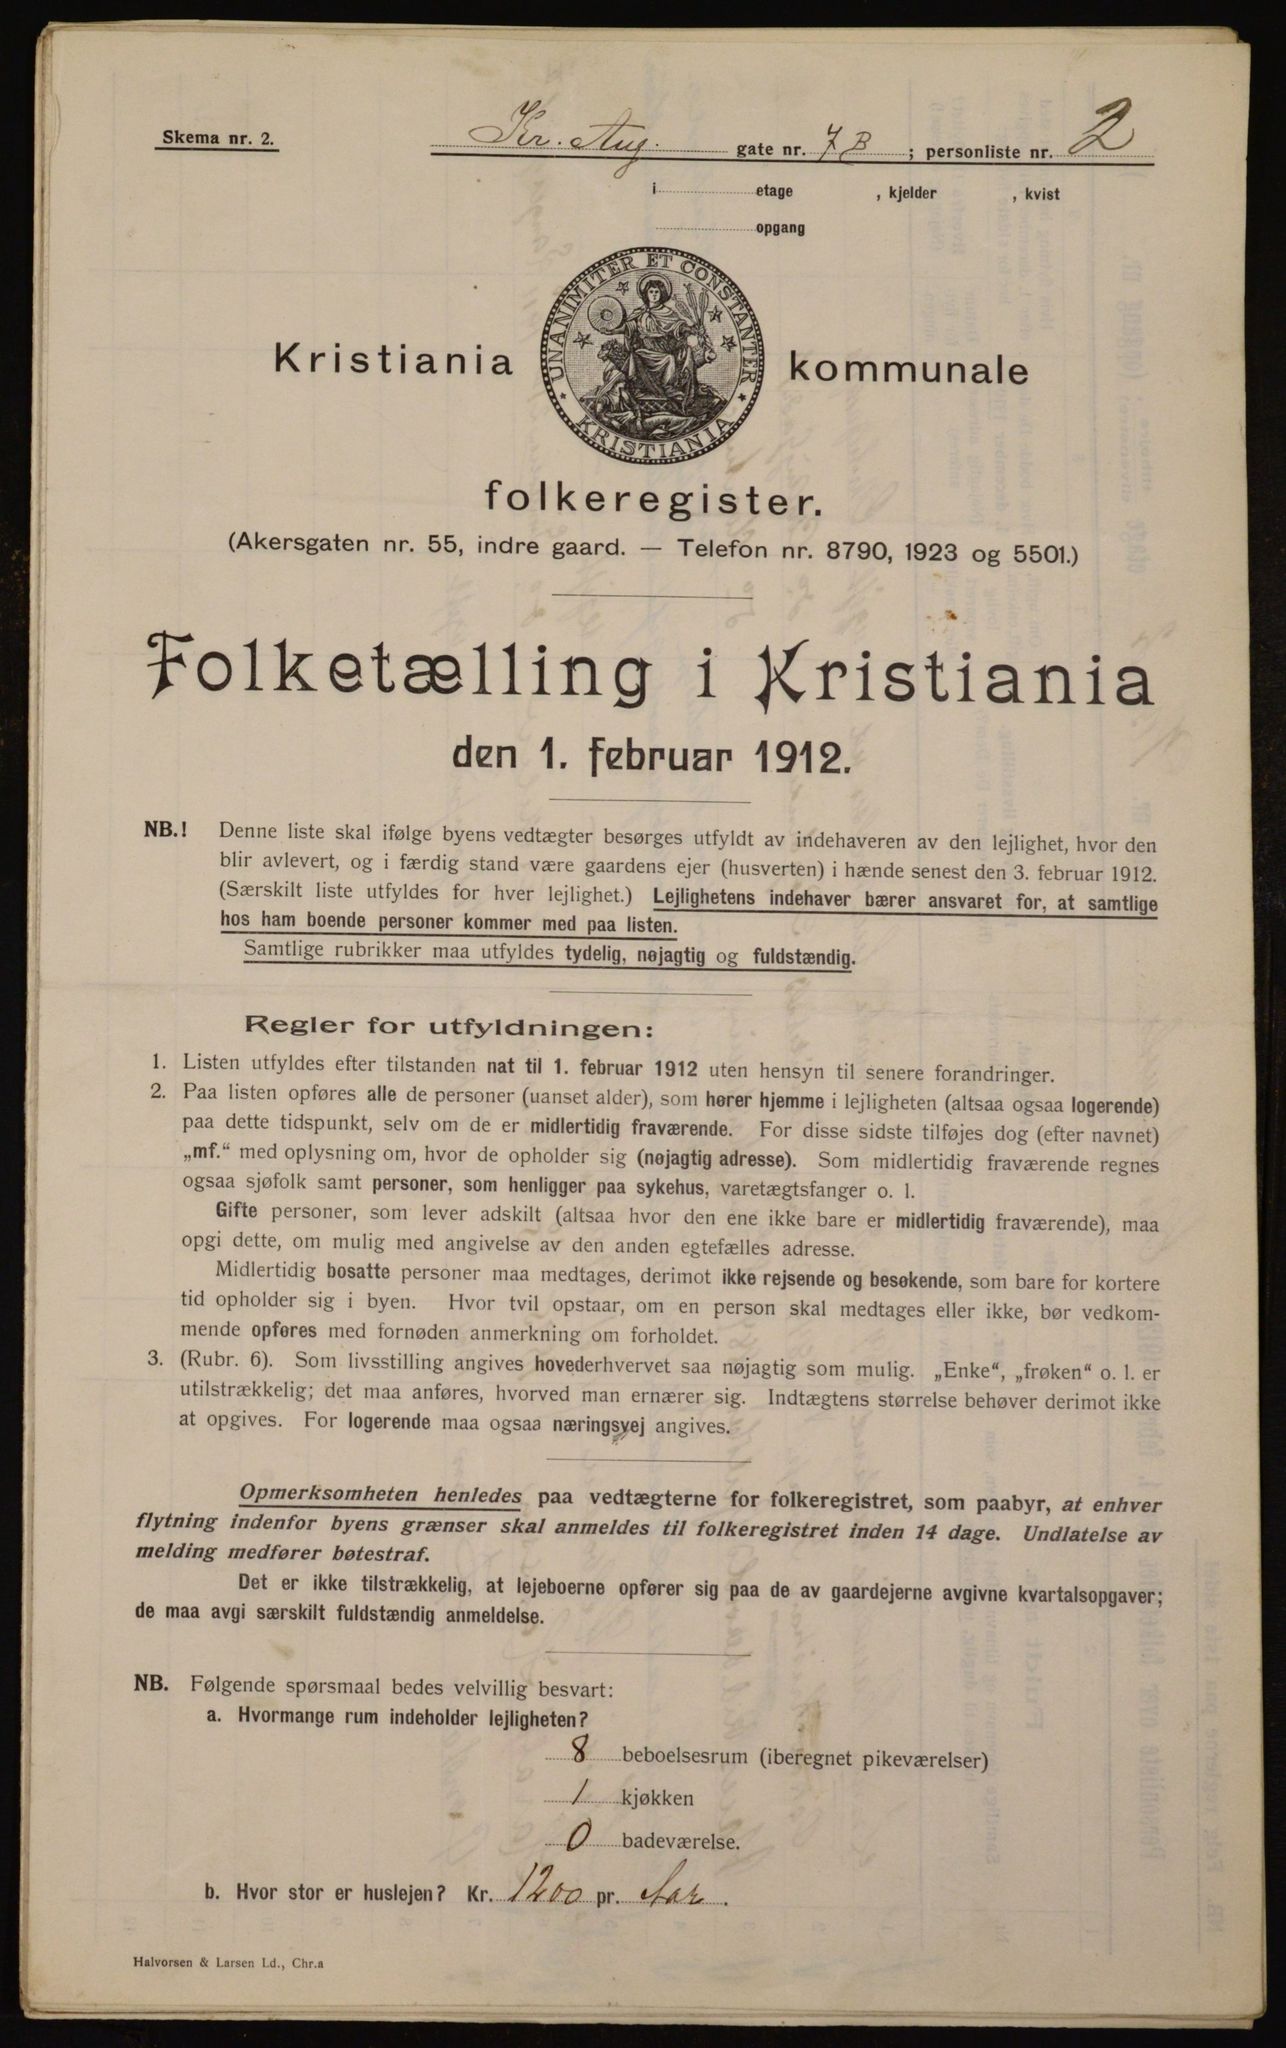 Skema nr. 2.
Kr. Aug. gate nr. 7B ; personliste nr. 2
i etage , kjelder , kvist
opgang
UNANIMITER ET CONSTANTER
KRISTIANIA
Kristiania kommunale
folkeregister.
(Akersgaten nr. 55, indre gaard. — Telefon nr. 8790, 1923 og 5501.)
Folketælling i Kristiania
den 1. februar 1912.
NB.! Denne liste skal ifølge byens vedtægter besørges utfyldt av indehaveren av den lejlighet, hvor den
blir avlevert, og i færdig stand være gaardens ejer (husverten) i hænde senest den 3. februar 1912.
(Særskilt liste utfyldes for hver lejlighet.) Lejlighetens indehaver bærer ansvaret for, at samtlige
hos ham boende personer kommer med paa listen.
Samtlige rubrikker maa utfyldes tydelig, nøjagtig og fuldstændig.
Regler for utfyldningen:
1. Listen utfyldes efter tilstanden nat til 1. februar 1912 uten hensyn til senere forandringer.
2. Paa listen opføres alle de personer (uanset alder), som hører hjemme i lejligheten (altsaa ogsaa logerende)
paa dette tidspunkt, selv om de er midlertidig fraværende. For disse sidste tilføjes dog (efter navnet)
„mf.“ med oplysning om, hvor de opholder sig (nøjagtig adresse). Som midlertidig fraværende regnes
ogsaa sjøfolk samt personer, som henligger paa sykehus, varetægtsfanger o. l.
Gifte personer, som lever adskilt (altsaa hvor den ene ikke bare er midlertidig fraværende), maa
opgi dette, om mulig med angivelse av den anden egtefælles adresse.
Midlertidig bosatte personer maa medtages, derimot ikke rejsende og besøkende, som bare for kortere
tid opholder sig i byen. Hvor tvil opstaar, om en person skal medtages eller ikke, bør vedkom-
mende opføres med fornøden anmerkning om forholdet.
3. (Rubr. 6). Som livsstilling angives hovederhvervet saa nøjagtig som mulig. „Enke“, „frøken“ o. l. er
utilstrækkelig; det maa anføres, hvorved man ernærer sig. Indtægtens størrelse behøver derimot ikke
at opgives. For logerende maa ogsaa næringsvej angives.
Opmerksomheten henledes paa vedtægterne for folkeregistret, som paabyr, at enhver
flytning indenfor byens grænser skal anmeldes til folkeregistret inden 14 dage. Undlatelse av
melding medfører bøtestraf.
Det er ikke tilstrækkelig, at lejeboerne opfører sig paa de av gaardejerne avgivne kvartalsopgaver;
de maa avgi særskilt fuldstændig anmeldelse.
NB. Følgende spørsmaal bedes velvillig besvart:
a. Hvormange rum indeholder lejligheten?
8 beboelsesrum (iberegnet pikeværelser)
1 kjøkken
0 badeværelse.
b. Hvor stor er huslejen? Kr. 1200 pr. Aar.
Halvorsen & Larsen Ld., Chr.a